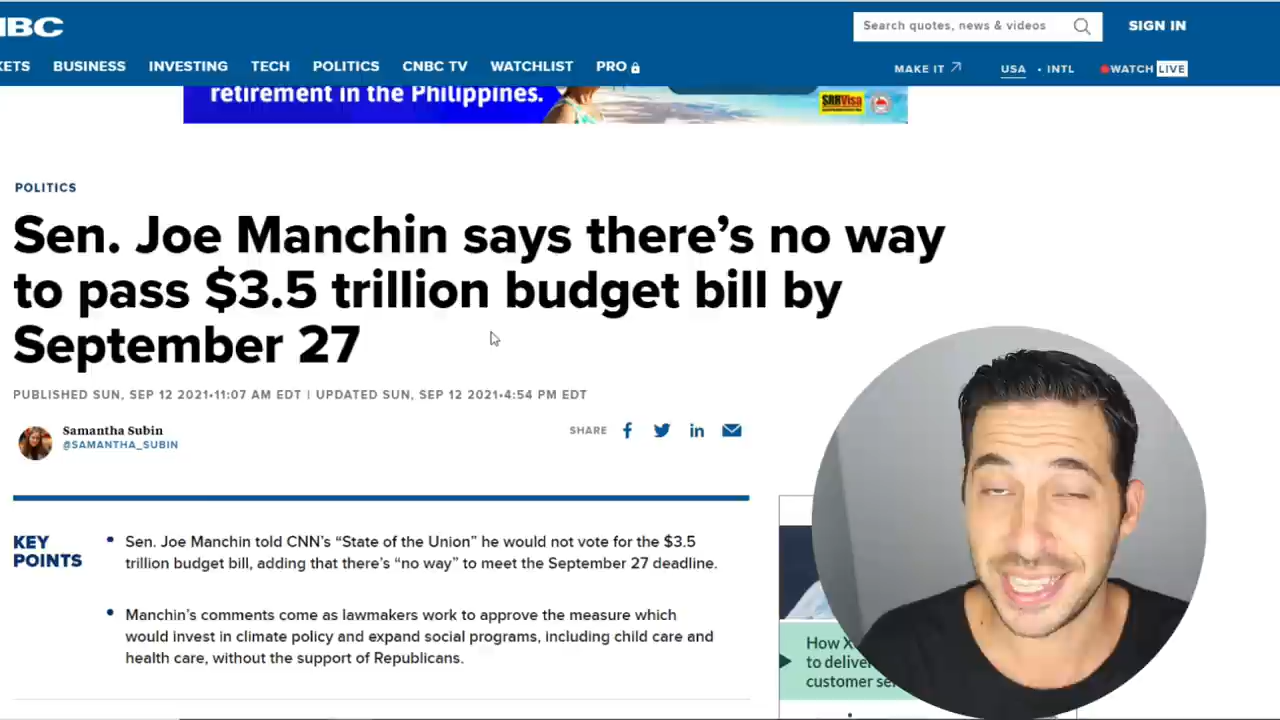 NBC
Search quotes, news & videos
SIGN IN
ETS BUSINESS INVESTING TECH POLITICS CNBC TV WATCHLIST PRO
MAKE IT USA • INTL WATCH LIVE
retirement in the Philippines.
SRRVisa
POLITICS
Sen. Joe Manchin says there’s no way
to pass $3.5 trillion budget bill by
September 27
PUBLISHED SUN, SEP 12 2021•11:07 AM EDT | UPDATED SUN, SEP 12 2021•4:54 PM EDT
Samantha Subin
@SAMANTHA_SUBIN
SHARE
KEY
POINTS
• Sen. Joe Manchin told CNN’s “State of the Union” he would not vote for the $3.5
trillion budget bill, adding that there’s “no way” to meet the September 27 deadline.
• Manchin’s comments come as lawmakers work to approve the measure which
would invest in climate policy and expand social programs, including child care and
health care, without the support of Republicans.
How X
to deliver
customer se